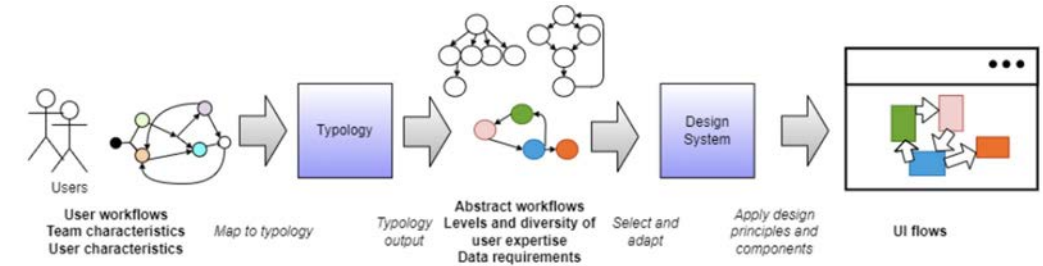 Typology
Design
System
Users
User workflows
Team characteristics
User characteristics
Map to typology
Typology
output
Abstract workflows
Levels and diversity of
user expertise
Data requirements
Select and
adapt
Apply design
principles and
components
UI flows